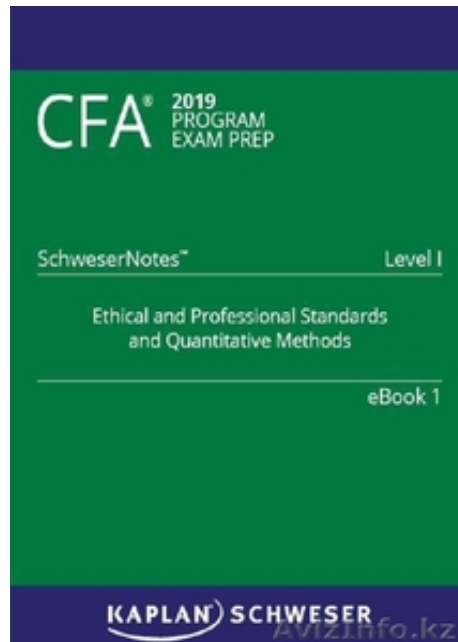 CFA® 2019
PROGRAM
EXAM PREP
SchweserNotes™ Level I
Ethical and Professional Standards
and Quantitative Methods
eBook 1
KAPLAN SCHWESER
AvizInfo.kz